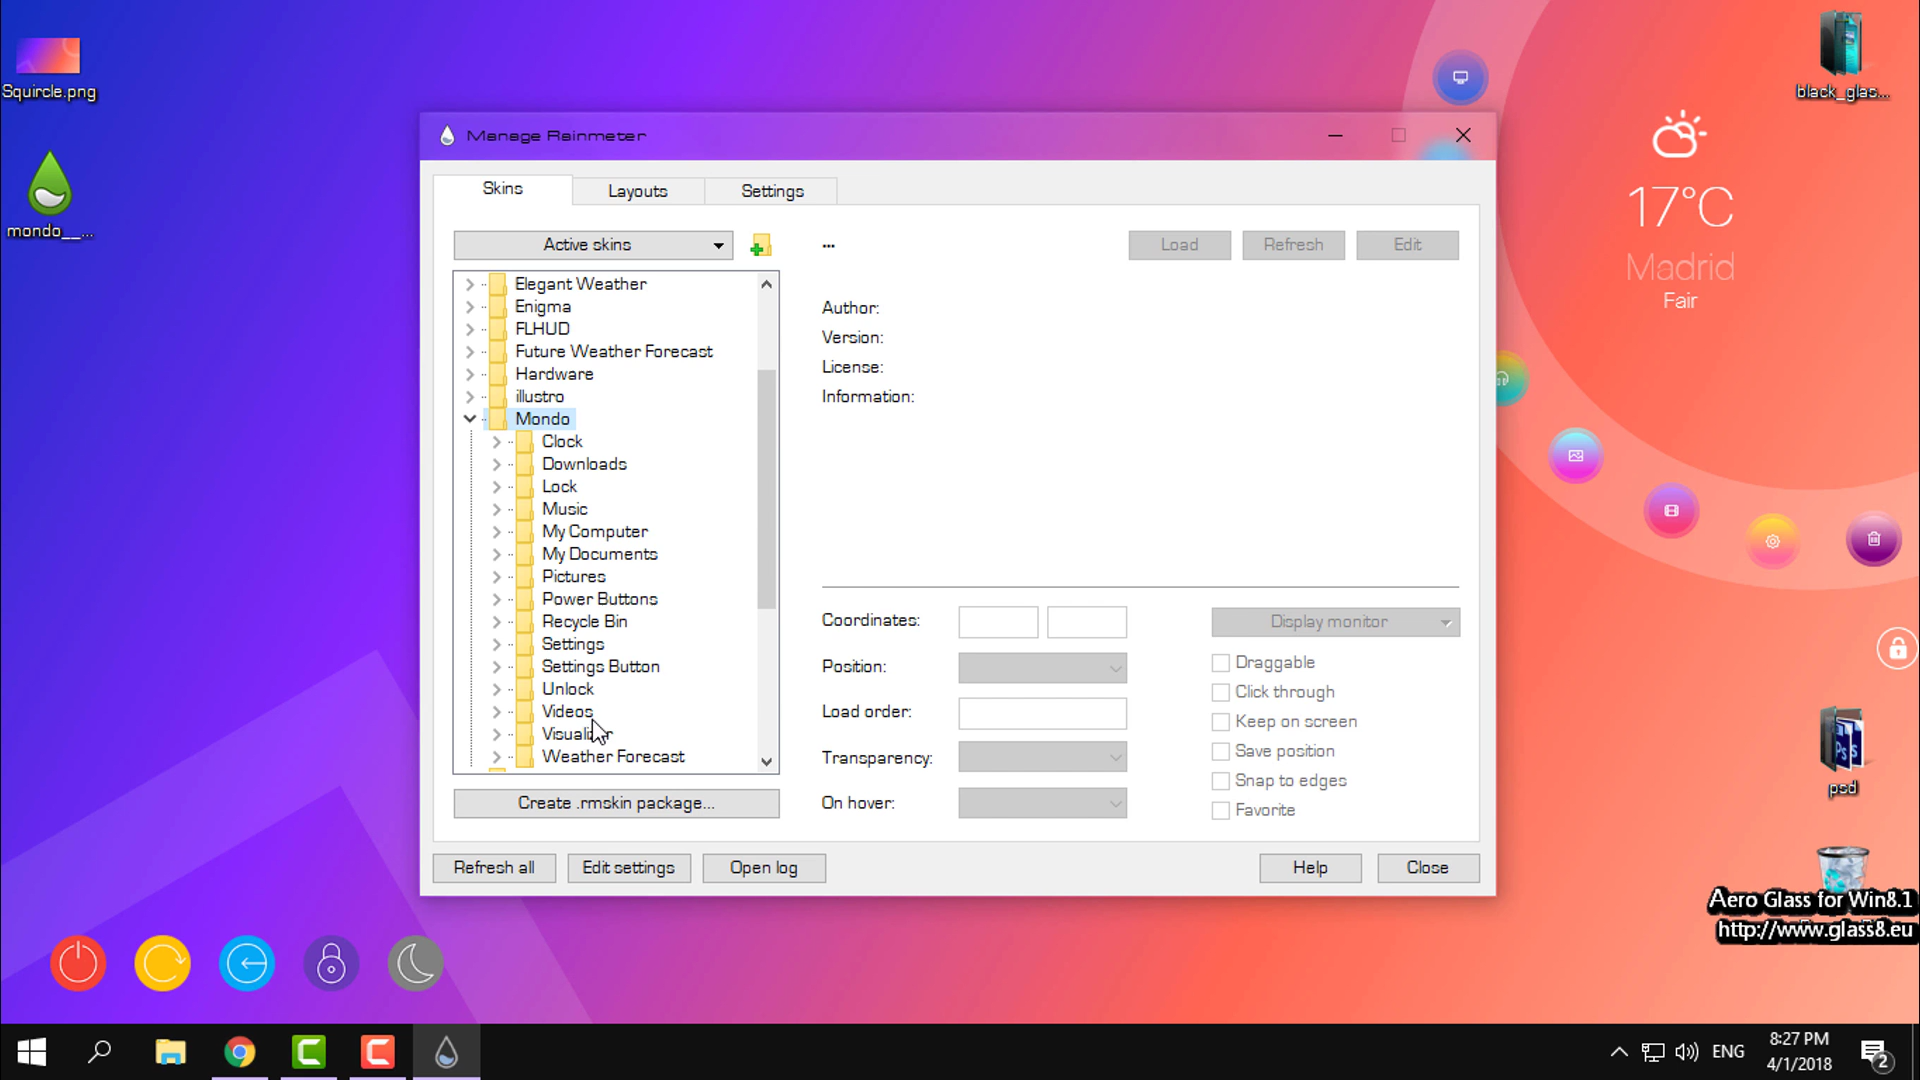 Squircle.png
mondo__...
black_glas...
Manage Rainmeter
Skins
Layouts
Settings
Active skins
...
Load
Refresh
Edit
Elegant Weather
Enigma
FLHUD
Future Weather Forecast
Hardware
illustro
Mondo
Clock
Downloads
Lock
Music
My Computer
My Documents
Pictures
Power Buttons
Recycle Bin
Settings
Settings Button
Unlock
Videos
Visualizer
Weather Forecast
Create .rmskin package...
Author:
Version:
License:
Information:
Coordinates:
Position:
Load order:
Transparency:
On hover:
Display monitor
Draggable
Click through
Keep on screen
Save position
Snap to edges
Favorite
Refresh all
Edit settings
Open log
Help
Close
17°C
Madrid
Fair
Ps
psd
Aero Glass for Win8.1
http://www.glass8.eu
ENG
8:27 PM
4/1/2018
2